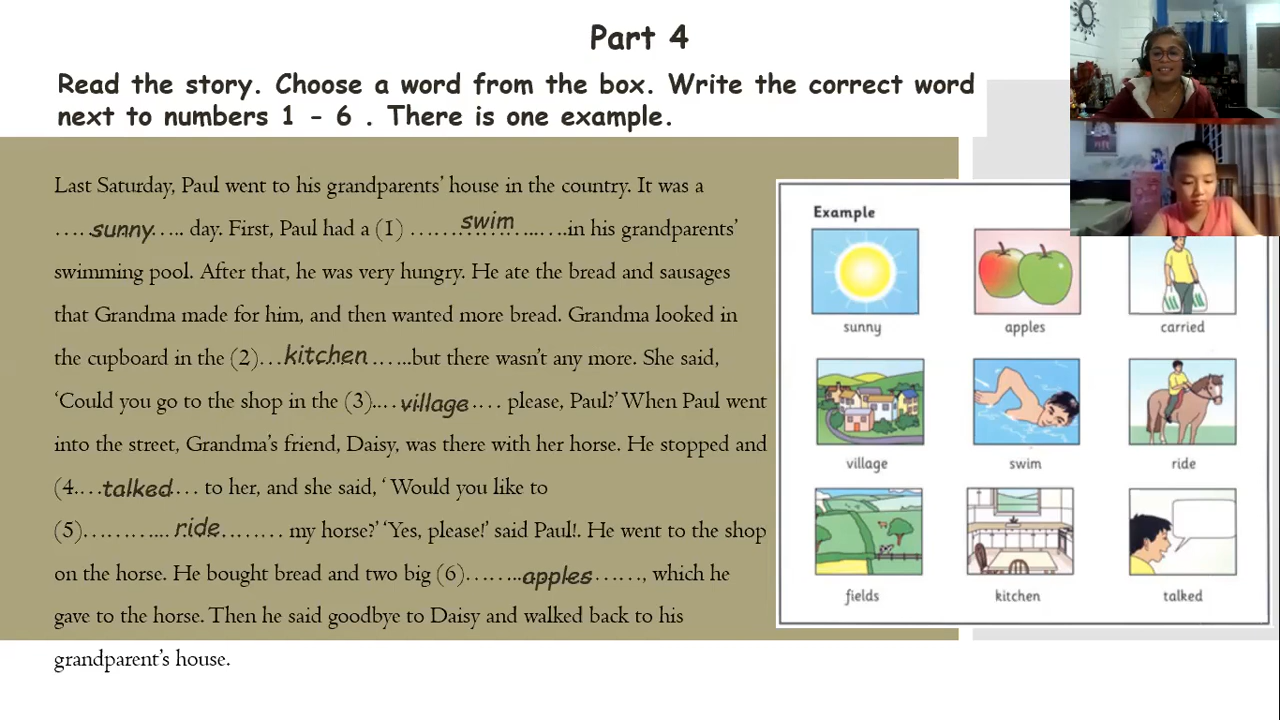 Part 4
Read the story. Choose a word from the box. Write the correct word
next to numbers 1 - 6 . There is one example.
Last Saturday, Paul went to his grandparents' house in the country. It was a
…..sunny….. day. First, Paul had a (1) ……swim……..….in his grandparents'
swimming pool. After that, he was very hungry. He ate the bread and sausages
that Grandma made for him, and then wanted more bread. Grandma looked in
the cupboard in the (2)…kitchen …...but there wasn't any more. She said,
'Could you go to the shop in the (3)..…village…. please, Paul?' When Paul went
into the street, Grandma's friend, Daisy, was there with her horse. He stopped and
(4.…talked…. to her, and she said, ' Would you like to
(5)………... ride……… my horse?' 'Yes, please!' said Paul!. He went to the shop
on the horse. He bought bread and two big (6)……..apples……, which he
gave to the horse. Then he said goodbye to Daisy and walked back to his
grandparent's house.
Example
sunny apples carried
village swim ride
fields kitchen talked